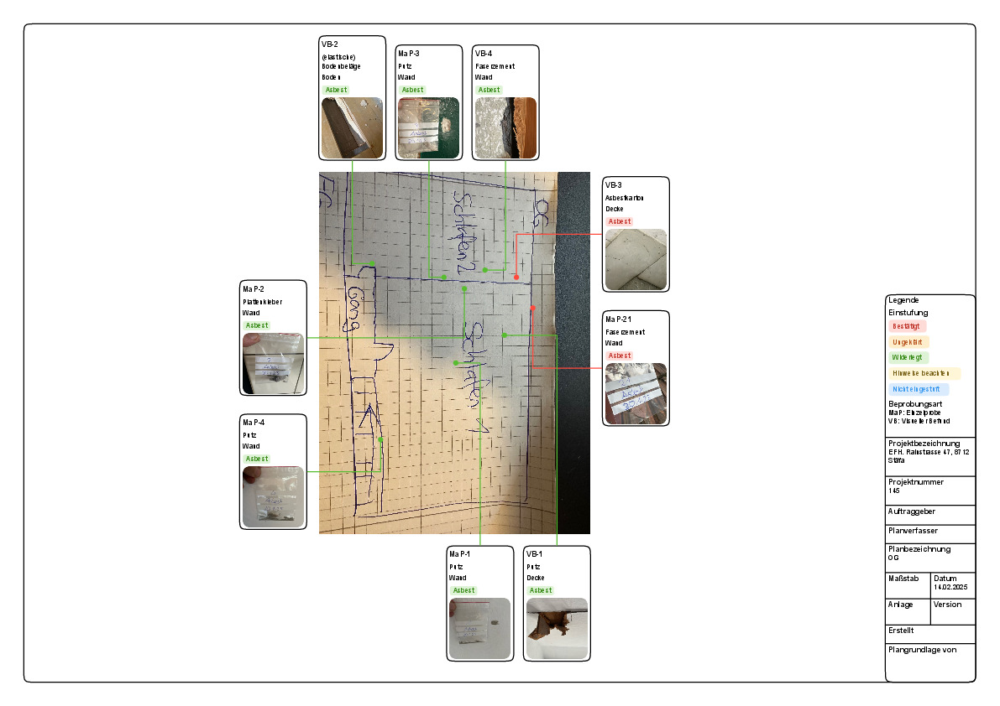 VB-2
(elastische)
Bodenbeläge
Boden
Asbest
MaP-3
Putz
Wand
Asbest
VB-4
Faserzement
Wand
Asbest
VB-3
Asbestkarton
Decke
Asbest
EG
Schlafen 2
OG
Gang
Schlafen 1
MaP-2
Plattenkleber
Wand
Asbest
MaP-21
Faserzement
Wand
Asbest
21
Asbest
MaP-4
Putz
Wand
Asbest
MaP-1
Putz
Wand
Asbest
VB-1
Putz
Decke
Asbest
Legende
Einstufung
Bestätigt
Ungeklärt
Widerlegt
Hinweise beachten
Nicht eingestuft
Beprobungsart
MaP: Einzelprobe
VB: Visueller Befund
Projektbezeichnung
EFH. Rainstrasse 47, 8712
Stäfa
Projektnummer
145
Auftraggeber
Planverfasser
Planbezeichnung
OG
Maßstab
Datum
14.02.2025
Anlage
Version
Erstellt
Plangrundlage von